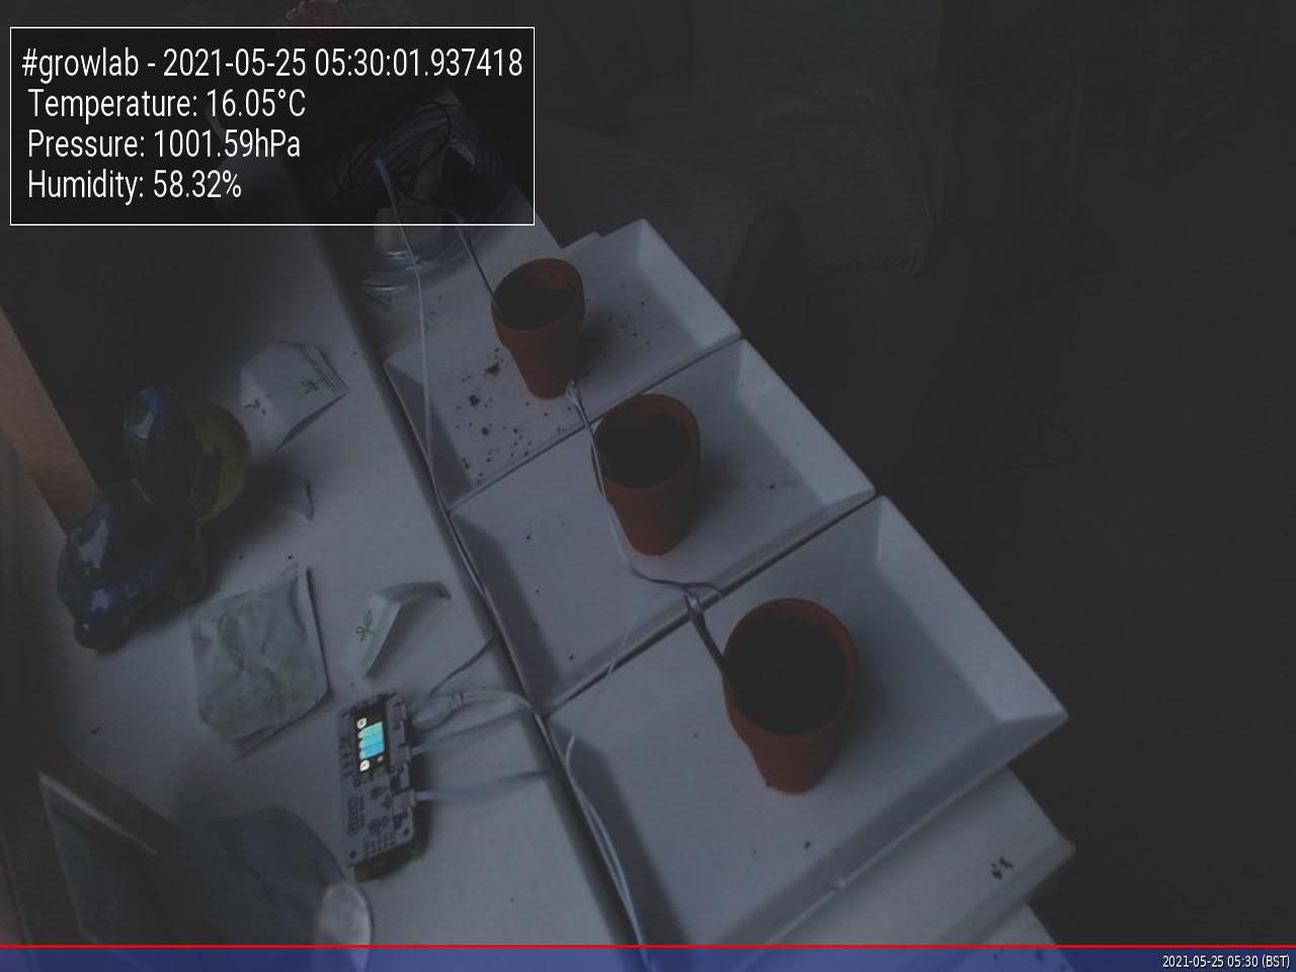 #growlab - 2021-05-25 05:30:01.937418
Temperature: 16.05°C
Pressure: 1001.59hPa
Humidity: 58.32%
2021-05-25 05:30 (BST)